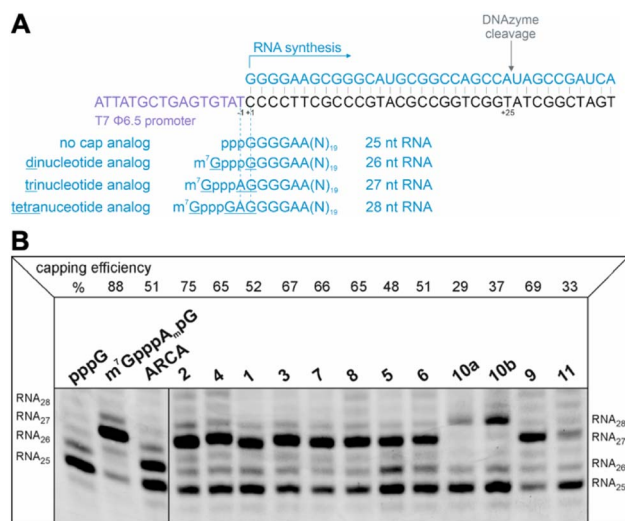 A
DNAzyme
cleavage
RNA synthesis
GGGGAAGCGGGCAUGCGGCCAGCCAUAGCCGAUCA
ATTATGCTGAGTGTATCCCCTTCGCCCGTACGCCGGTCGGTATCGGCTAGT
T7 Φ6.5 promoter -1 +1 +25
no cap analog pppGGGGAA(N)₁₉ 25 nt RNA
dinucleotide analog m⁷GpppGGGGAA(N)₁₉ 26 nt RNA
trinucleotide analog m⁷GpppAGGGGAA(N)₁₉ 27 nt RNA
tetranuceotide analog m⁷GpppGAGGGGAA(N)₁₉ 28 nt RNA
B
capping efficiency
% 88 51 75 65 52 67 66 65 48 51 29 37 69 33
pppG m⁷GpppAₘpG ARCA 2 4 1 3 7 8 5 6 10a 10b 9 11
RNA₂₈ RNA₂₈
RNA₂₇ RNA₂₇
RNA₂₆ RNA₂₆
RNA₂₅ RNA₂₅